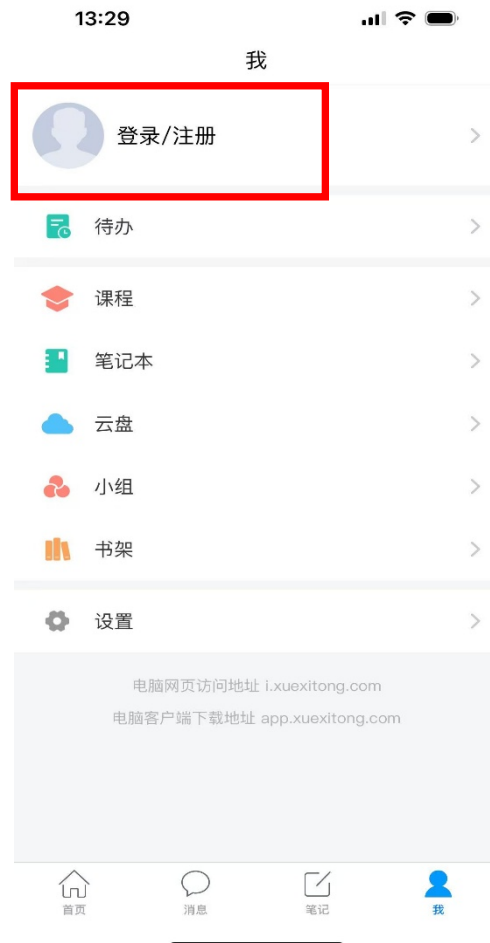 13:29
我
登录/注册
待办
课程
笔记本
云盘
小组
书架
设置
电脑网页访问地址 i.xuexitong.com
电脑客户端下载地址 app.xuexitong.com
首页 消息 笔记 我